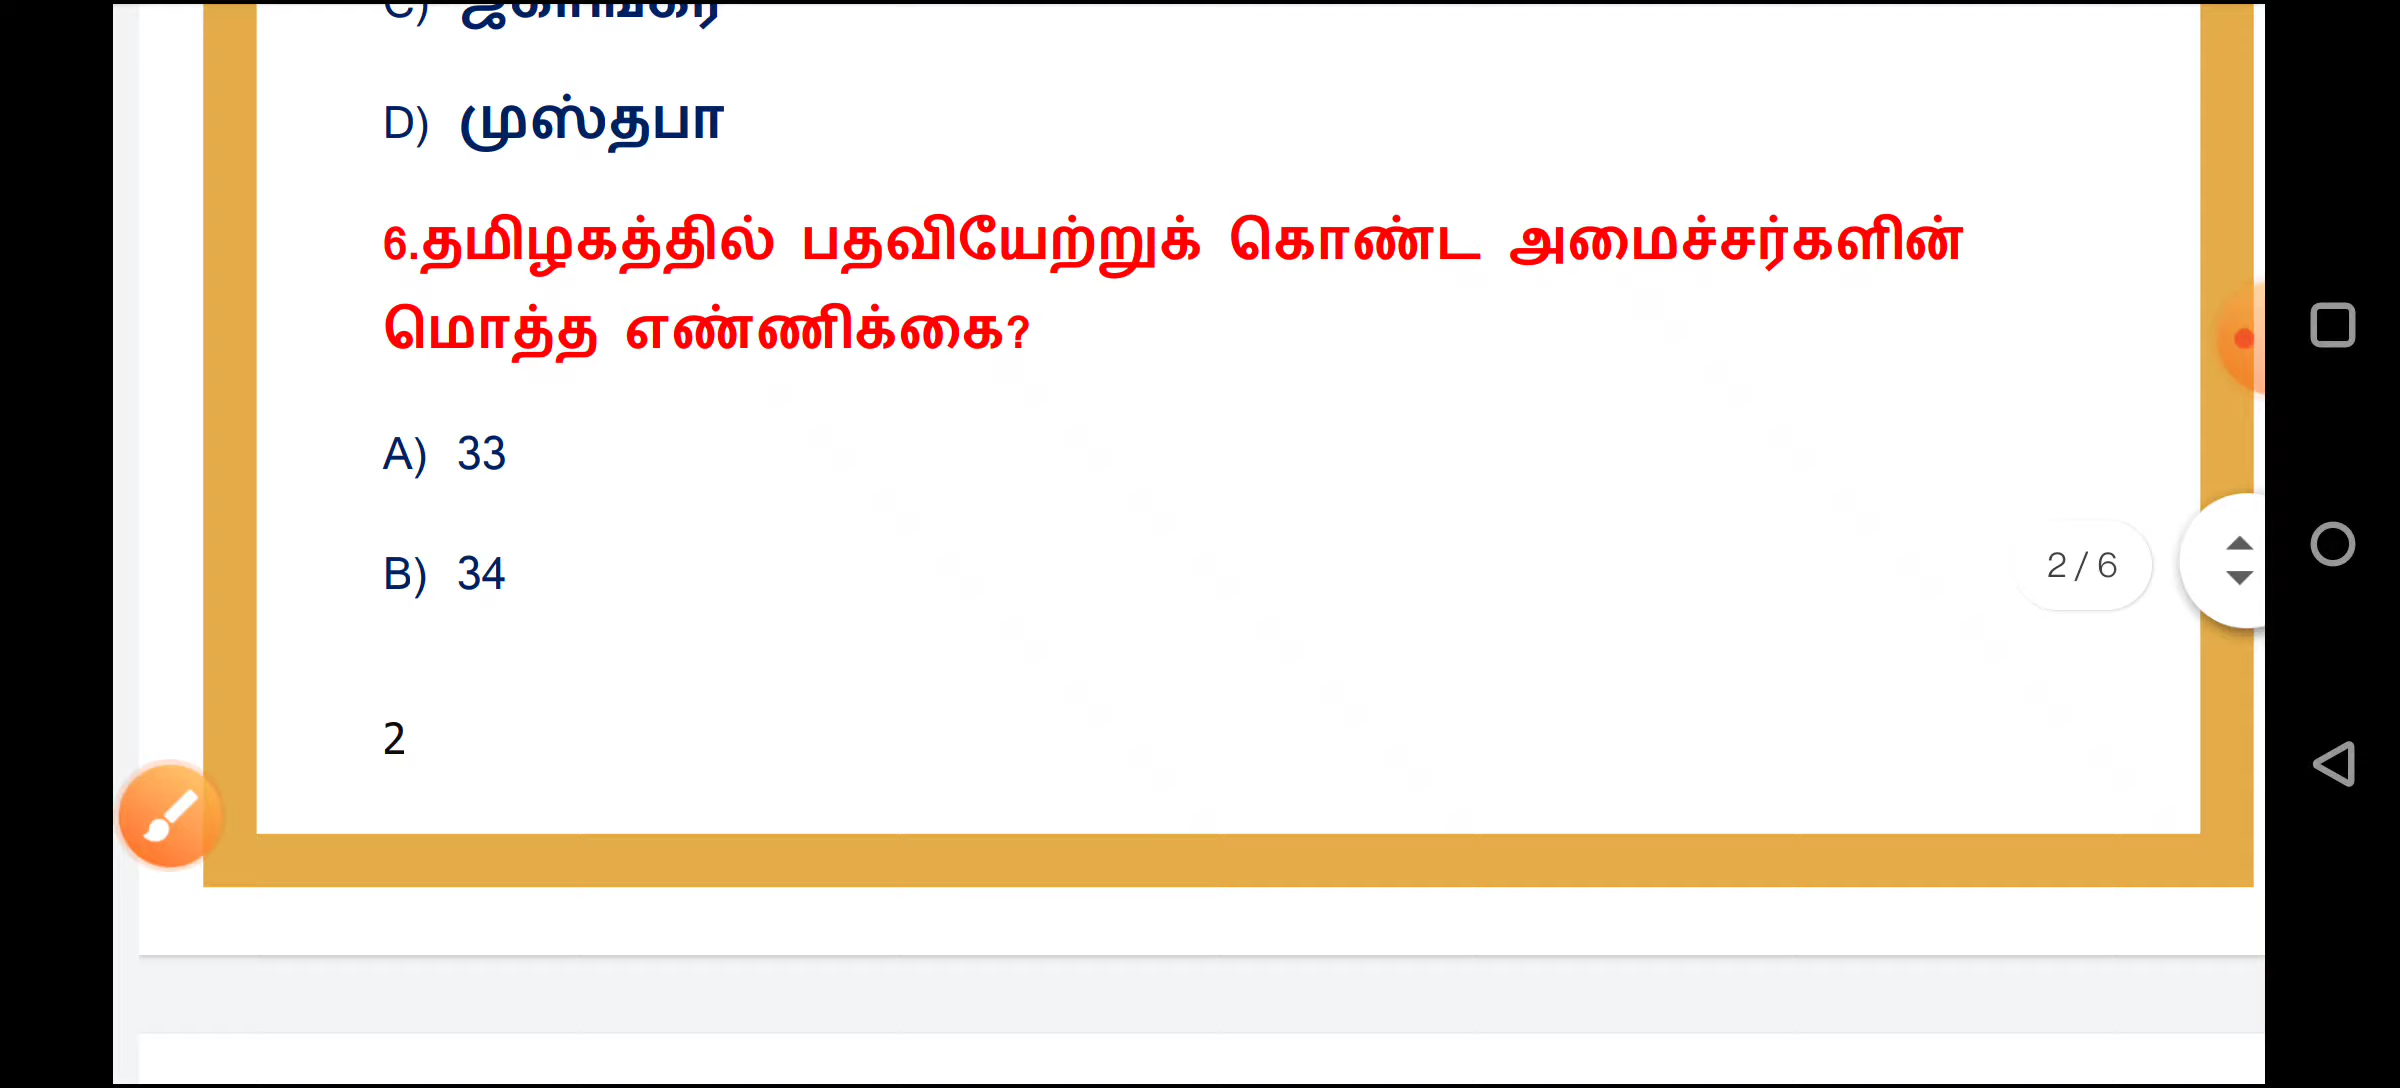 D) முஸ்தபா
6.தமிழகத்தில் பதவியேற்றுக் கொண்ட அமைச்சர்களின்
மொத்த எண்ணிக்கை?
A) 33
B) 34
2 / 6
2